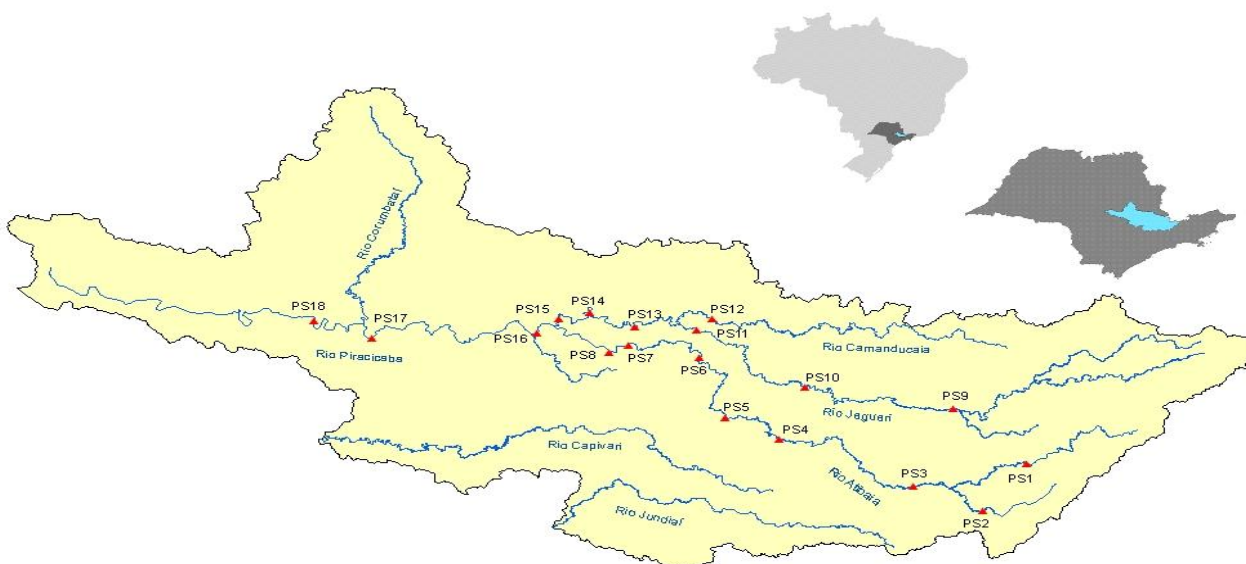 Rio Corumbataí
PS18
PS17
Rio Piracicaba
PS15
PS14
PS16
PS13
PS12
PS11
Rio Camanducaia
PS8
PS7
PS6
PS10
PS9
Rio Jaguari
PS5
PS4
Rio Capivari
Rio Atibaia
PS3
PS1
PS2
Rio Jundiaí